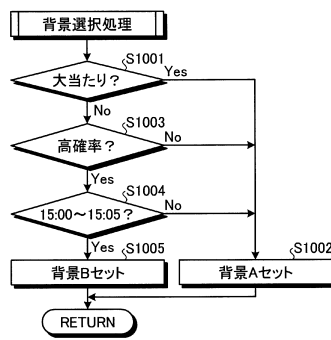 背景選択処理
S1001
大当たり?
Yes
No
S1003
高確率?
No
Yes
S1004
15:00~15:05?
No
Yes
S1005
S1002
背景Bセット
背景Aセット
RETURN